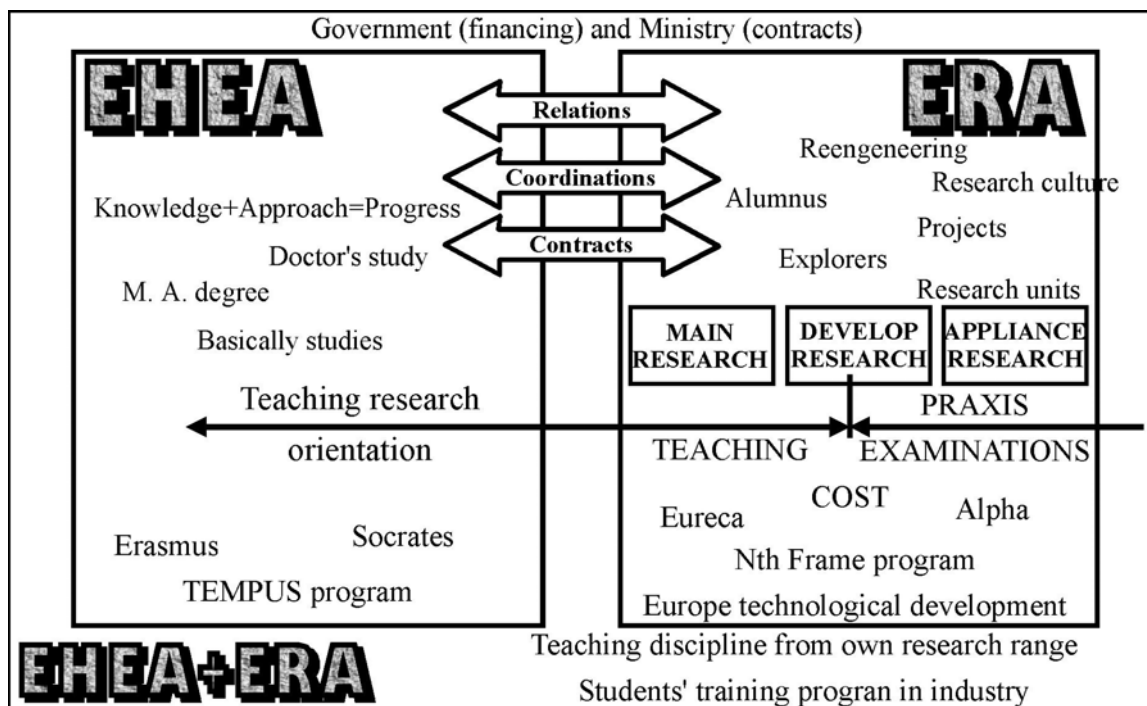 Government (financing) and Ministry (contracts)
EHEA
Knowledge+Approach=Progress
Doctor's study
M. A. degree
Basically studies
Teaching research
orientation
Erasmus
Socrates
TEMPUS program
Relations
Coordinations
Contracts
ERA
Reengeneering
Research culture
Alumnus
Projects
Explorers
Research units
MAIN
RESEARCH
DEVELOP
RESEARCH
APPLIANCE
RESEARCH
PRAXIS
TEACHING
EXAMINATIONS
COST
Eureca
Alpha
Nth Frame program
Europe technological development
Teaching discipline from own research range
EHEA+ERA
Students' training progran in industry